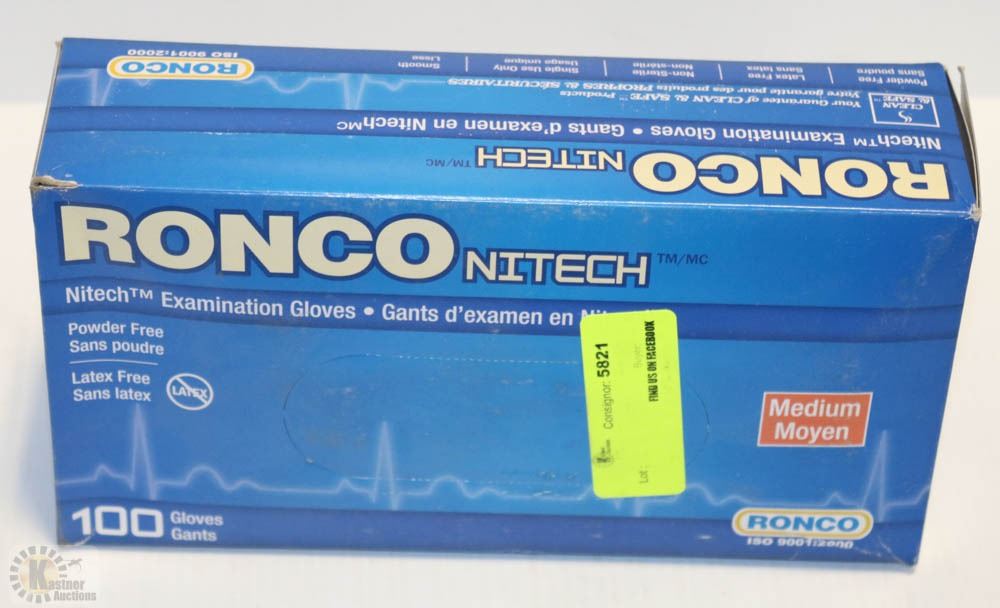 Powder Free
Sans poudre
Latex Free
Sans latex
Non-Sterile
Non-stérile
Single Use Only
Usage unique
Smooth
Lisse
RONCO
ISO 9001:2000
CLEAN
& SAFE™
Your Guarantee of CLEAN & SAFE™ Products
Votre garantie pour des produits PROPRES & SÉCURITAIRES
Nitech™ Examination Gloves • Gants d'examen en Nitech MC
RONCO NITECH TM/MC
RONCO NITECH TM/MC
Nitech™ Examination Gloves • Gants d'examen en
Powder Free
Sans poudre
Latex Free
Sans latex
LATEX
Lot:
Consignor: 5821
Buyer:
FIND US ON FACEBOOK
Medium
Moyen
100 Gloves
Gants
RONCO
ISO 9001:2000
Kastner
Auctions